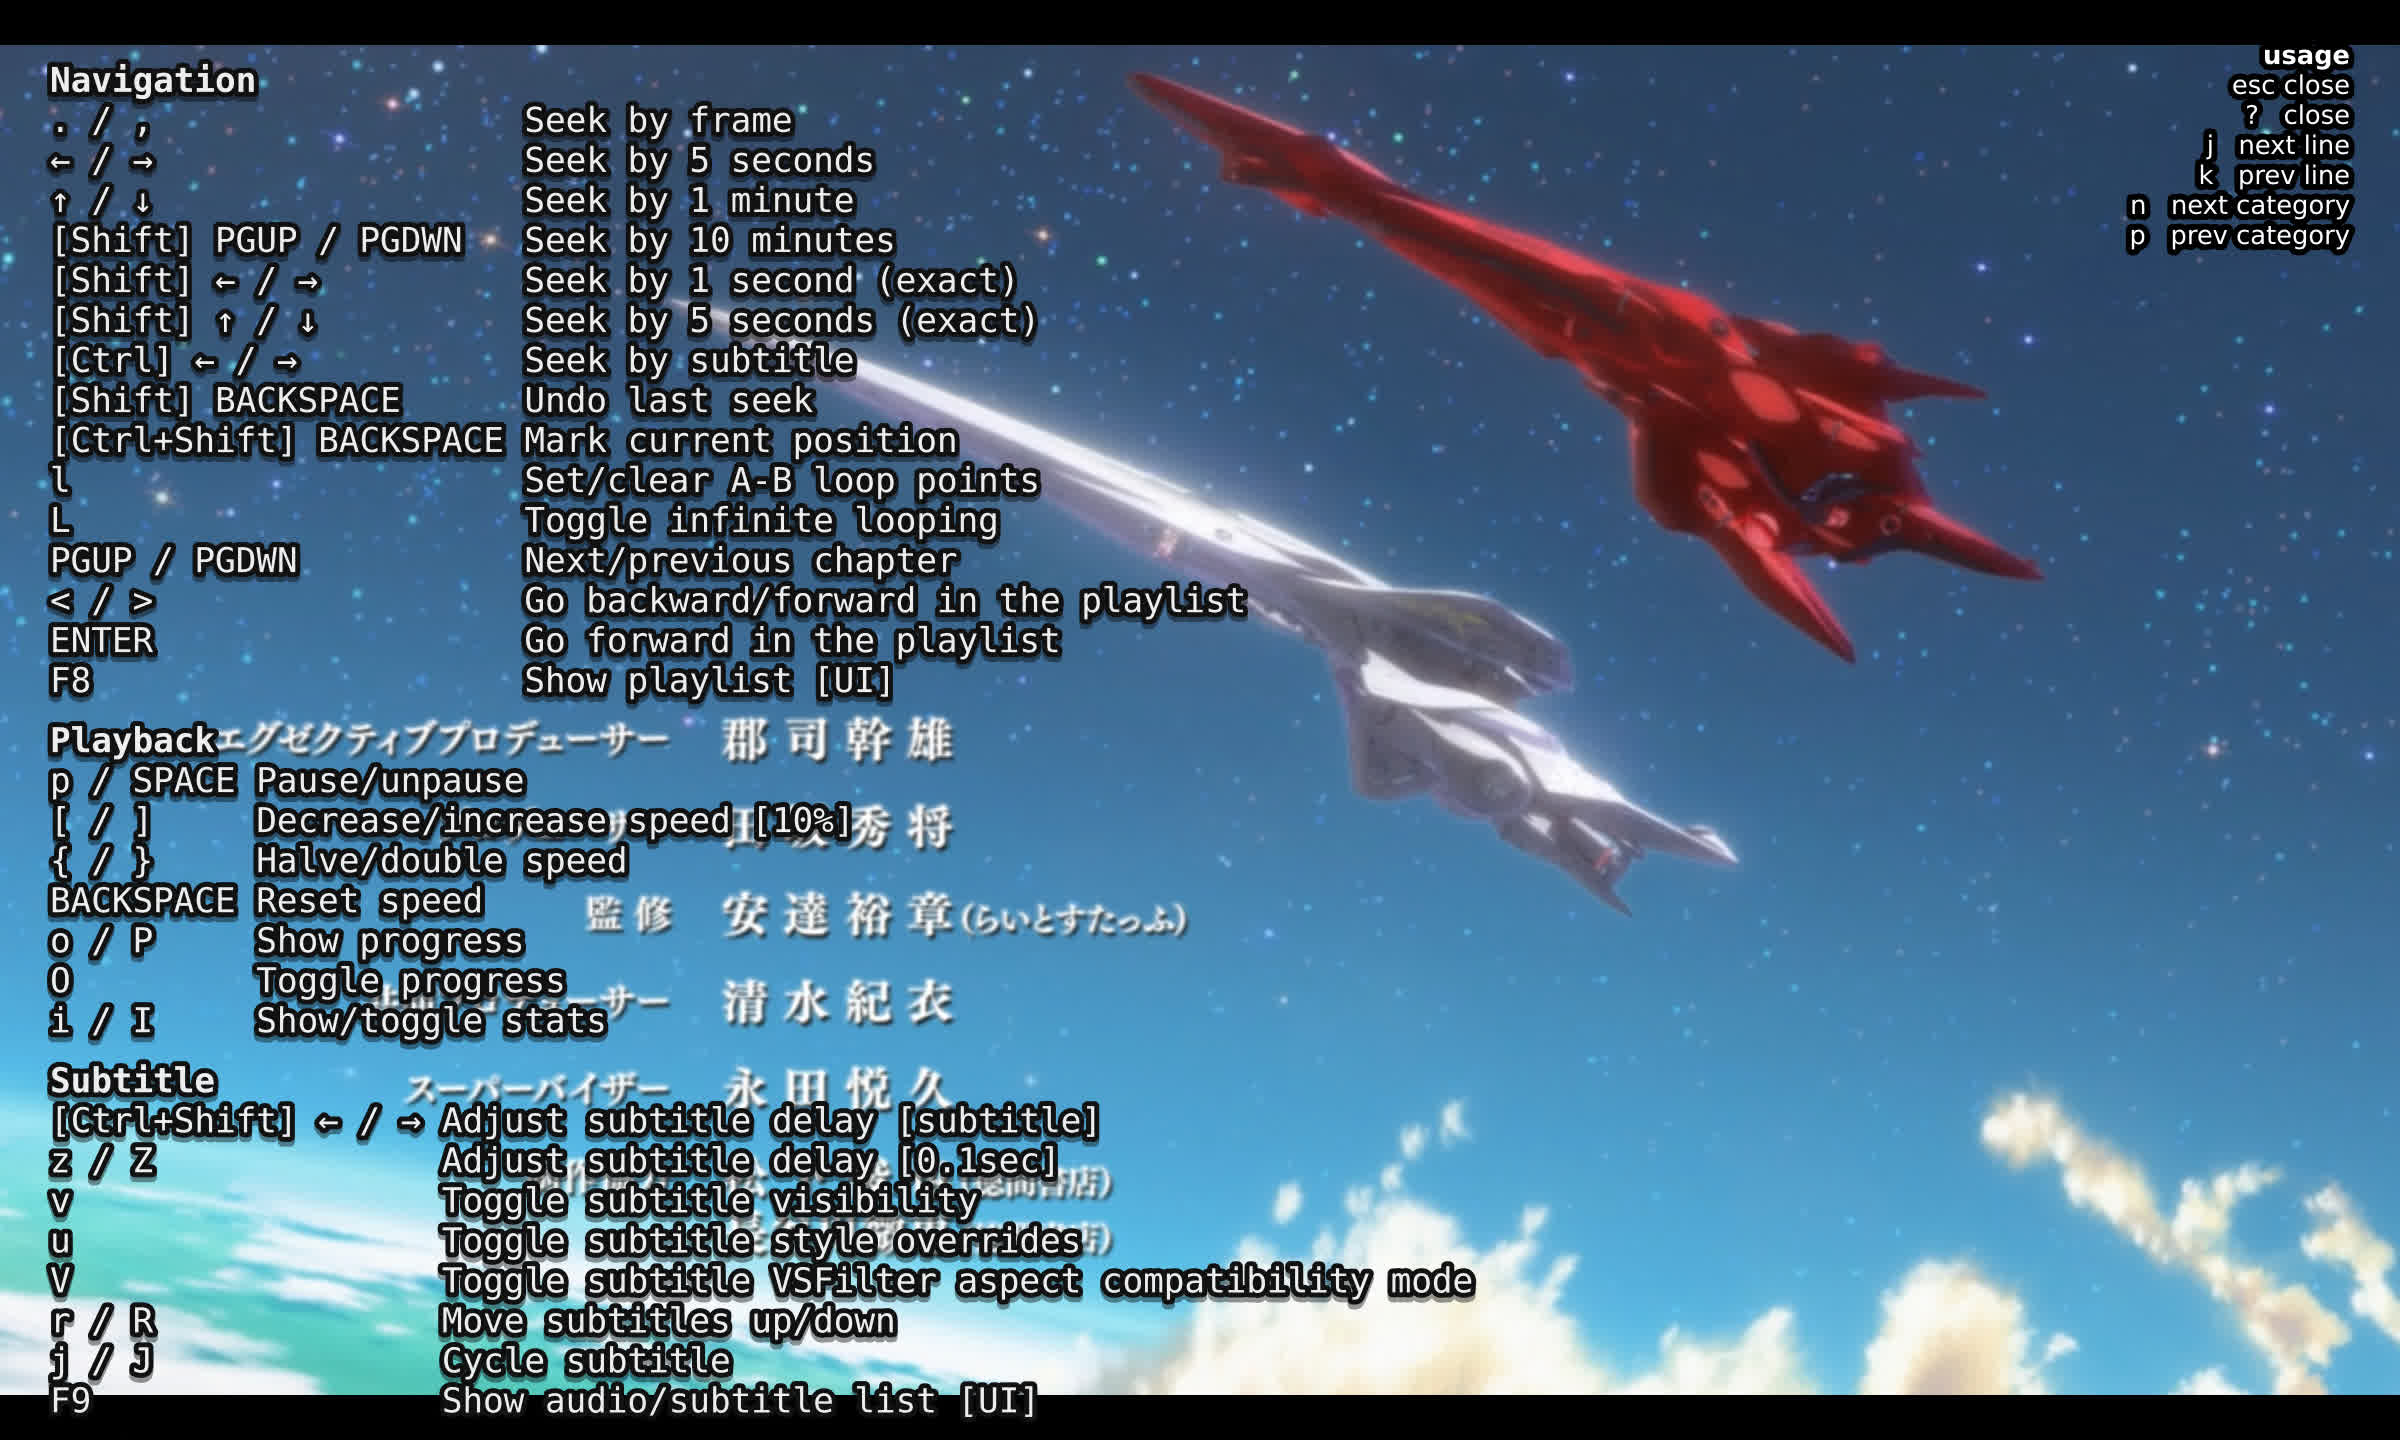 Navigation
. / , Seek by frame
← / → Seek by 5 seconds
↑ / ↓ Seek by 1 minute
[Shift] PGUP / PGDWN Seek by 10 minutes
[Shift] ← / → Seek by 1 second (exact)
[Shift] ↑ / ↓ Seek by 5 seconds (exact)
[Ctrl] ← / → Seek by subtitle
[Shift] BACKSPACE Undo last seek
[Ctrl+Shift] BACKSPACE Mark current position
l Set/clear A-B loop points
L Toggle infinite looping
PGUP / PGDWN Next/previous chapter
< / > Go backward/forward in the playlist
ENTER Go forward in the playlist
F8 Show playlist [UI]
Playback
p / SPACE Pause/unpause
[ / ] Decrease/increase speed [10%]
{ / } Halve/double speed
BACKSPACE Reset speed
o / P Show progress
O Toggle progress
i / I Show/toggle stats
Subtitle
[Ctrl+Shift] ← / → Adjust subtitle delay [subtitle]
z / Z Adjust subtitle delay [0.1sec]
v Toggle subtitle visibility
u Toggle subtitle style overrides
V Toggle subtitle VSFilter aspect compatibility mode
r / R Move subtitles up/down
j / J Cycle subtitle
F9 Show audio/subtitle list [UI]
usage
esc close
? close
j next line
k prev line
n next category
p prev category
エグゼクティブプロデューサー 郡司幹雄
秀将
監修 安達裕章(らいとすたっふ)
清水紀衣
スーパーバイザー 永田悦久